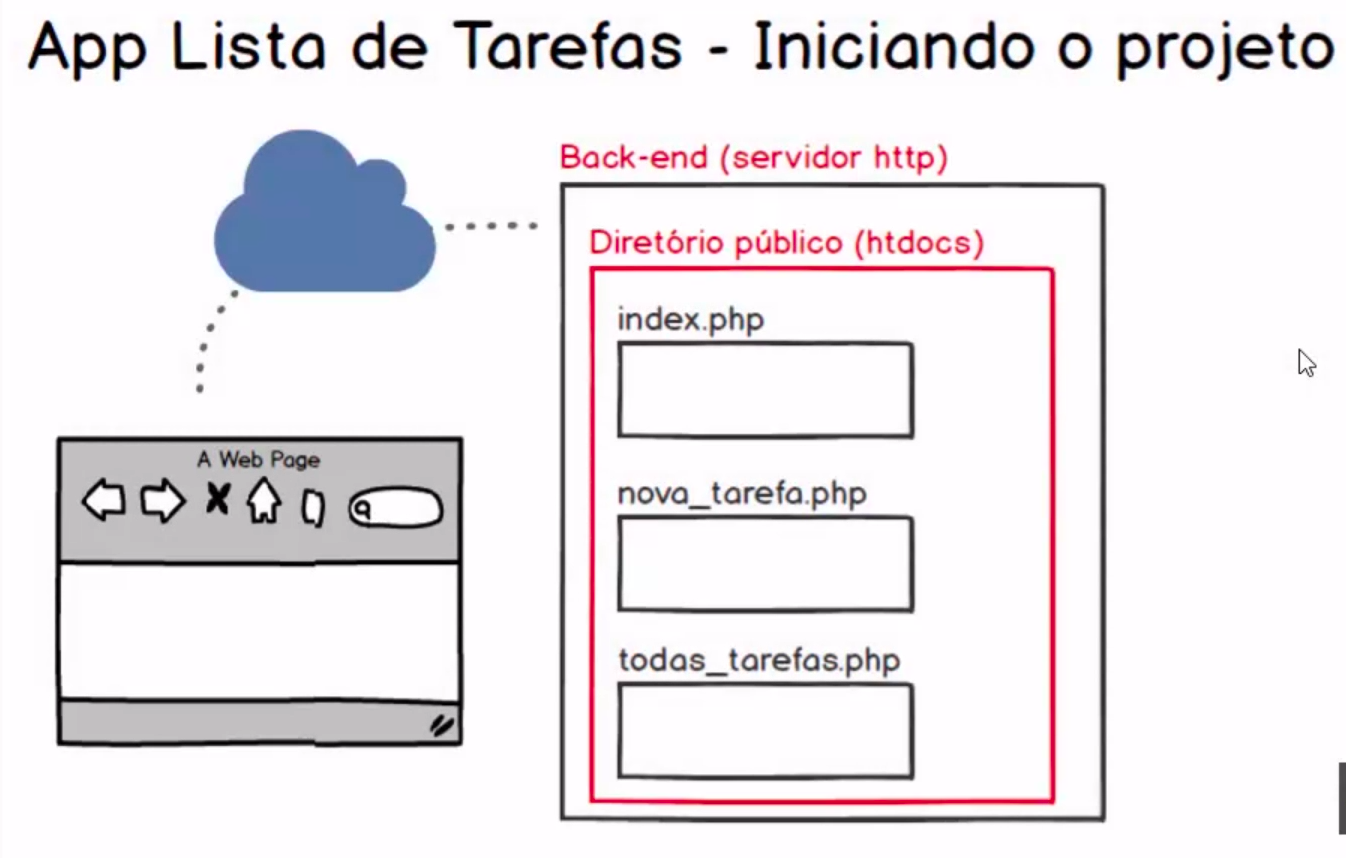 App Lista de Tarefas - Iniciando o projeto
Back-end (servidor http)
Diretório público (htdocs)
index.php
nova_tarefa.php
todas_tarefas.php
A Web Page